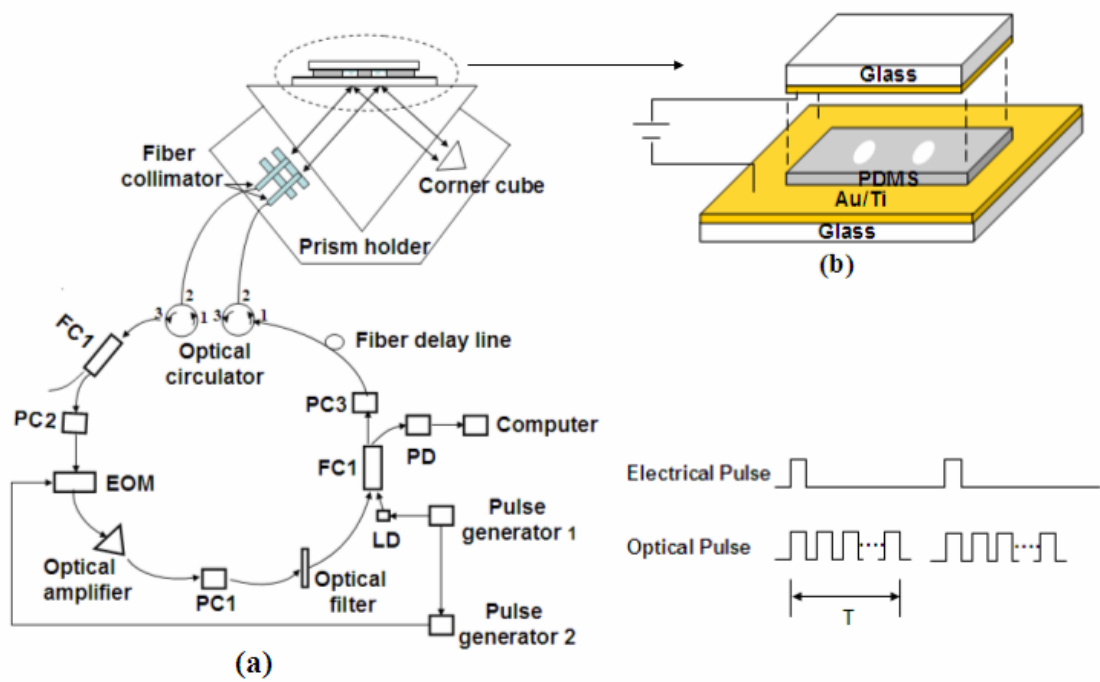 Glass
PDMS
Au/Ti
Glass
(b)
Fiber
collimator
Corner cube
Prism holder
2
3
1
2
3
1
Optical
circulator
Fiber delay line
FC1
PC2
EOM
Optical
amplifier
PC1
Optical
filter
PC3
FC1
PD
Computer
LD
Pulse
generator 1
Pulse
generator 2
(a)
Electrical Pulse
Optical Pulse
T